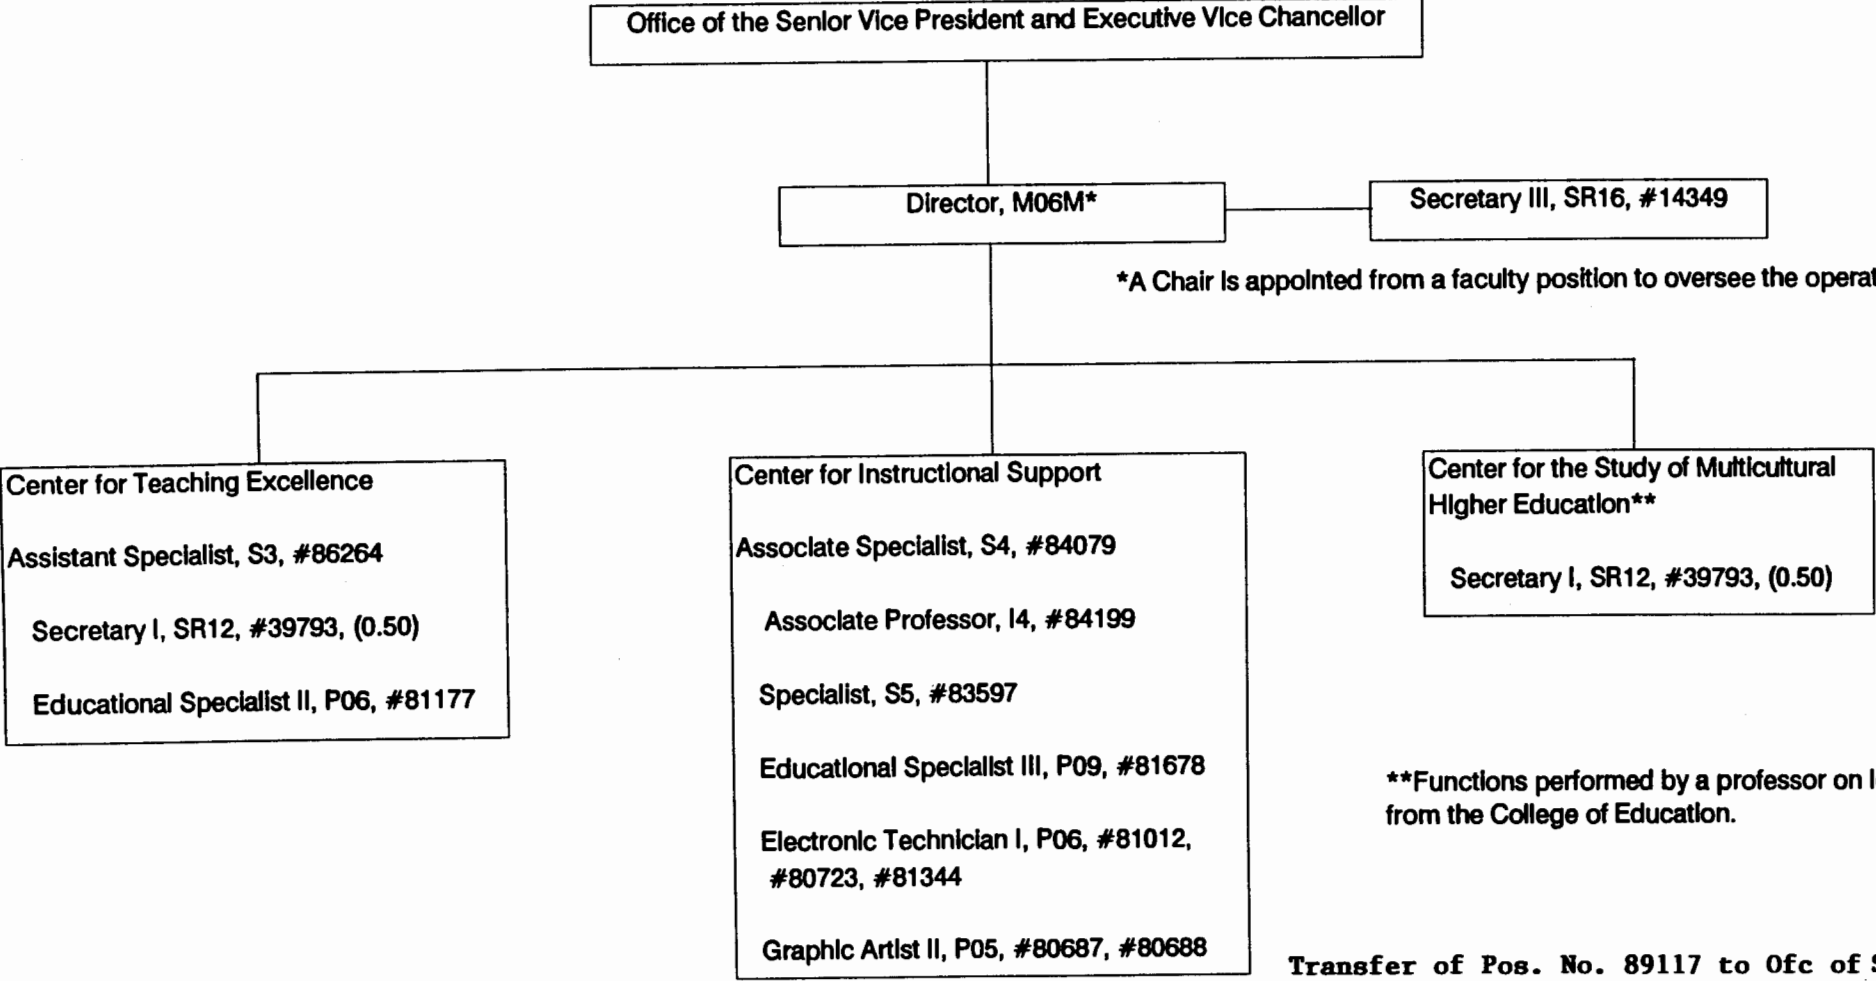 Office of the Senior Vice President and Executive Vice Chancellor
Director, M06M*
Secretary III, SR16, #14349
*A Chair is appointed from a faculty position to oversee the
Center for Teaching Excellence
Assistant Specialist, S3, #86264
Secretary I, SR12, #39793, (0.50)
Educational Specialist II, P06, #81177
Center for Instructional Support
Associate Specialist, S4, #84079
Associate Professor, I4, #84199
Specialist, S5, #83597
Educational Specialist III, P09, #81678
Electronic Technician I, P06, #81012,
#80723, #81344
Graphic Artist II, P05, #80687, #80688
Center for the Study of Multicultural
Higher Education**
Secretary I, SR12, #39793, (0.50)
**Functions performed by a professor on
from the College of Education.
Transfer of Pos. No. 89117 to Ofc of